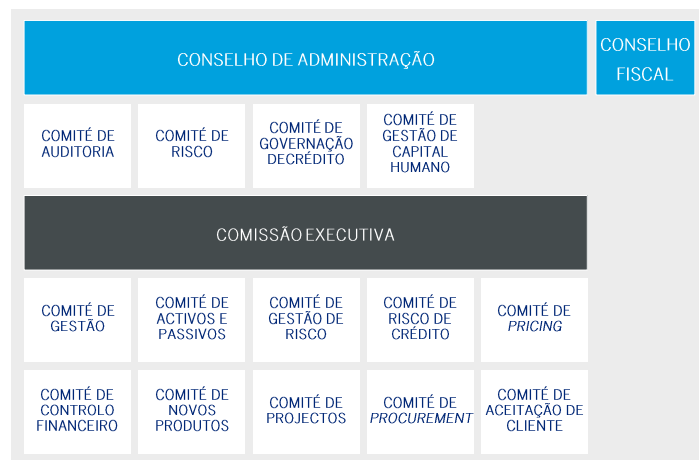 CONSELHO DE ADMINISTRAÇÃO
CONSELHO
FISCAL
COMITÉ DE
AUDITORIA
COMITÉ DE
RISCO
COMITÉ DE
GOVERNAÇÃO
DECRÉDITO
COMITÉ DE
GESTÃO DE
CAPITAL
HUMANO
COMISSÃO EXECUTIVA
COMITÉ DE
GESTÃO
COMITÉ DE
ACTIVOS E
PASSIVOS
COMITÉ DE
GESTÃO DE
RISCO
COMITÉ DE
RISCO DE
CRÉDITO
COMITÉ DE
PRICING
COMITÉ DE
CONTROLO
FINANCEIRO
COMITÉ DE
NOVOS
PRODUTOS
COMITÉ DE
PROJECTOS
COMITÉ DE
PROCUREMENT
COMITÉ DE
ACEITAÇÃO DE
CLIENTE